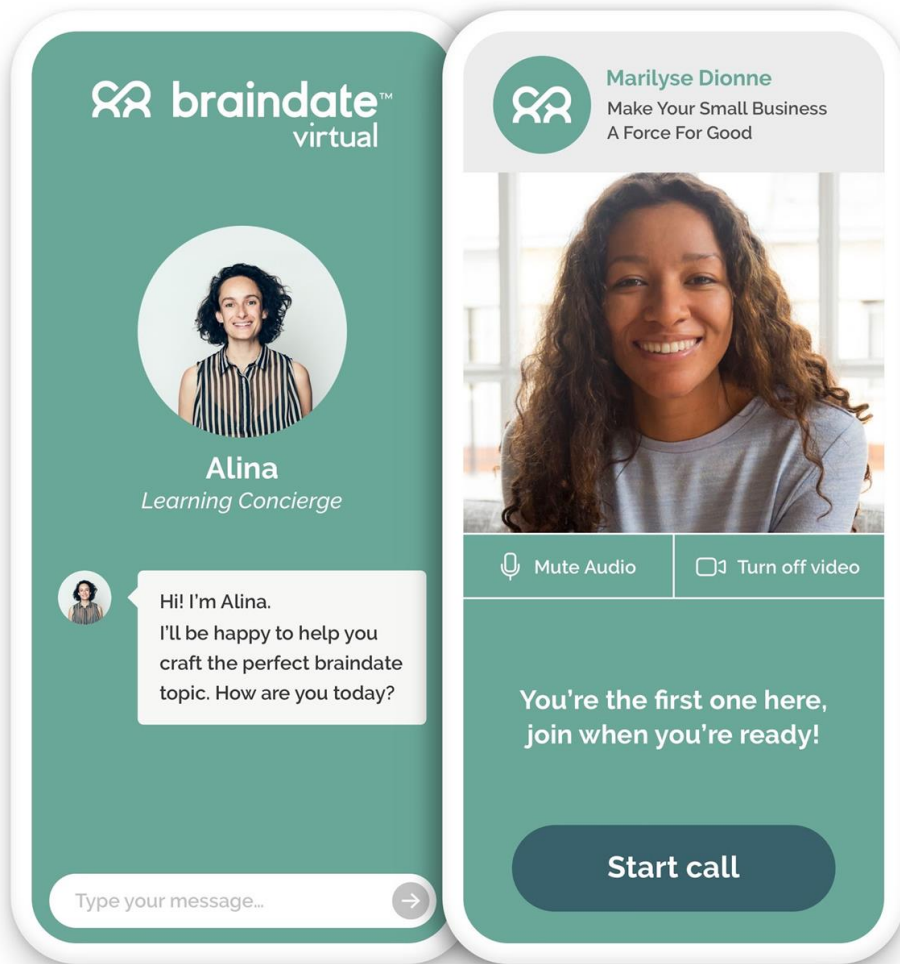 braindate™
virtual
Alina
Learning Concierge
Hi! I’m Alina.
I’ll be happy to help you
craft the perfect braindate
topic. How are you today?
Type your message...
Marilyse Dionne
Make Your Small Business
A Force For Good
Mute Audio
Turn off video
You’re the first one here,
join when you’re ready!
Start call